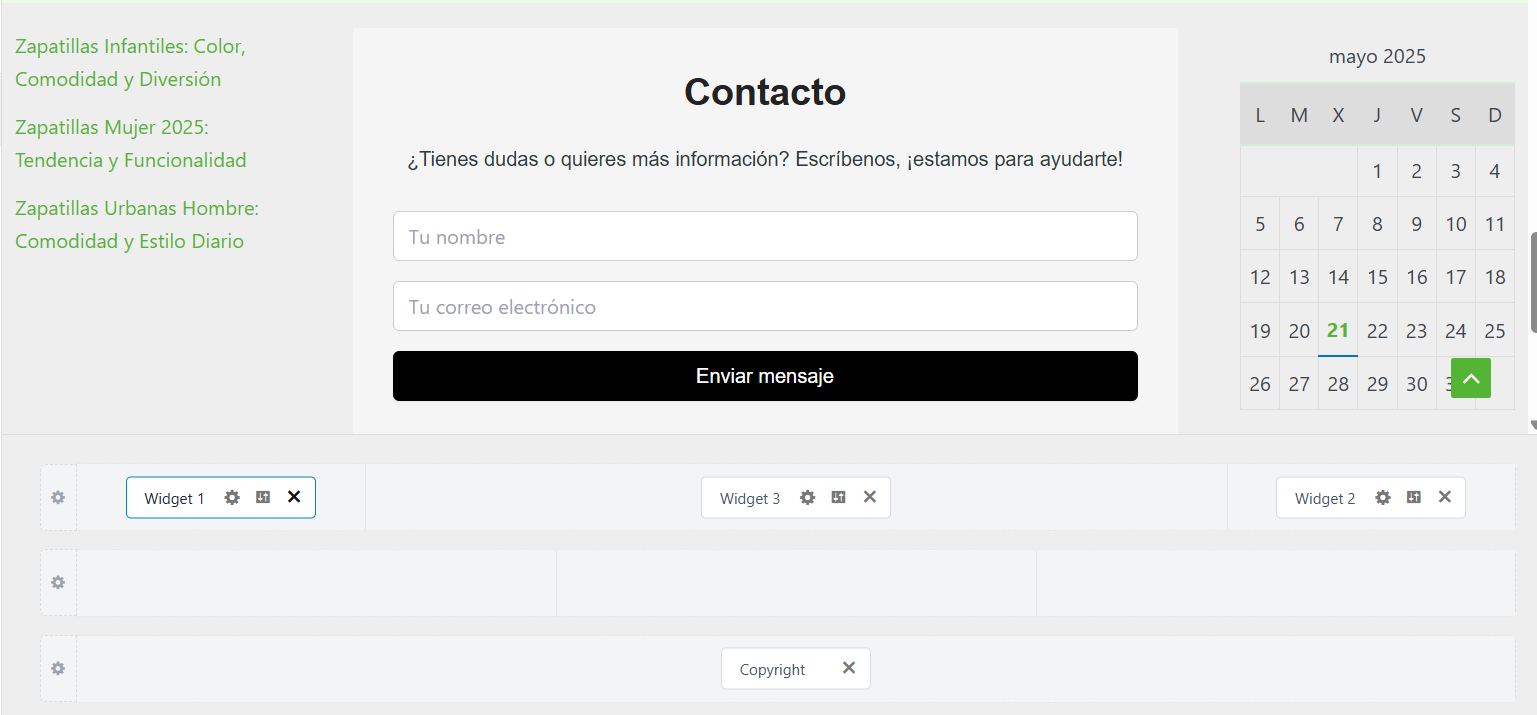 Zapatillas Infantiles: Color,
Comodidad y Diversión
Zapatillas Mujer 2025:
Tendencia y Funcionalidad
Zapatillas Urbanas Hombre:
Comodidad y Estilo Diario
Contacto
¿Tienes dudas o quieres más información? Escríbenos, ¡estamos para ayudarte!
Tu nombre
Tu correo electrónico
Enviar mensaje
mayo 2025
L M X J V S D
1 2 3 4
5 6 7 8 9 10 11
12 13 14 15 16 17 18
19 20 21 22 23 24 25
26 27 28 29 30
Widget 1
Widget 3
Widget 2
Copyright